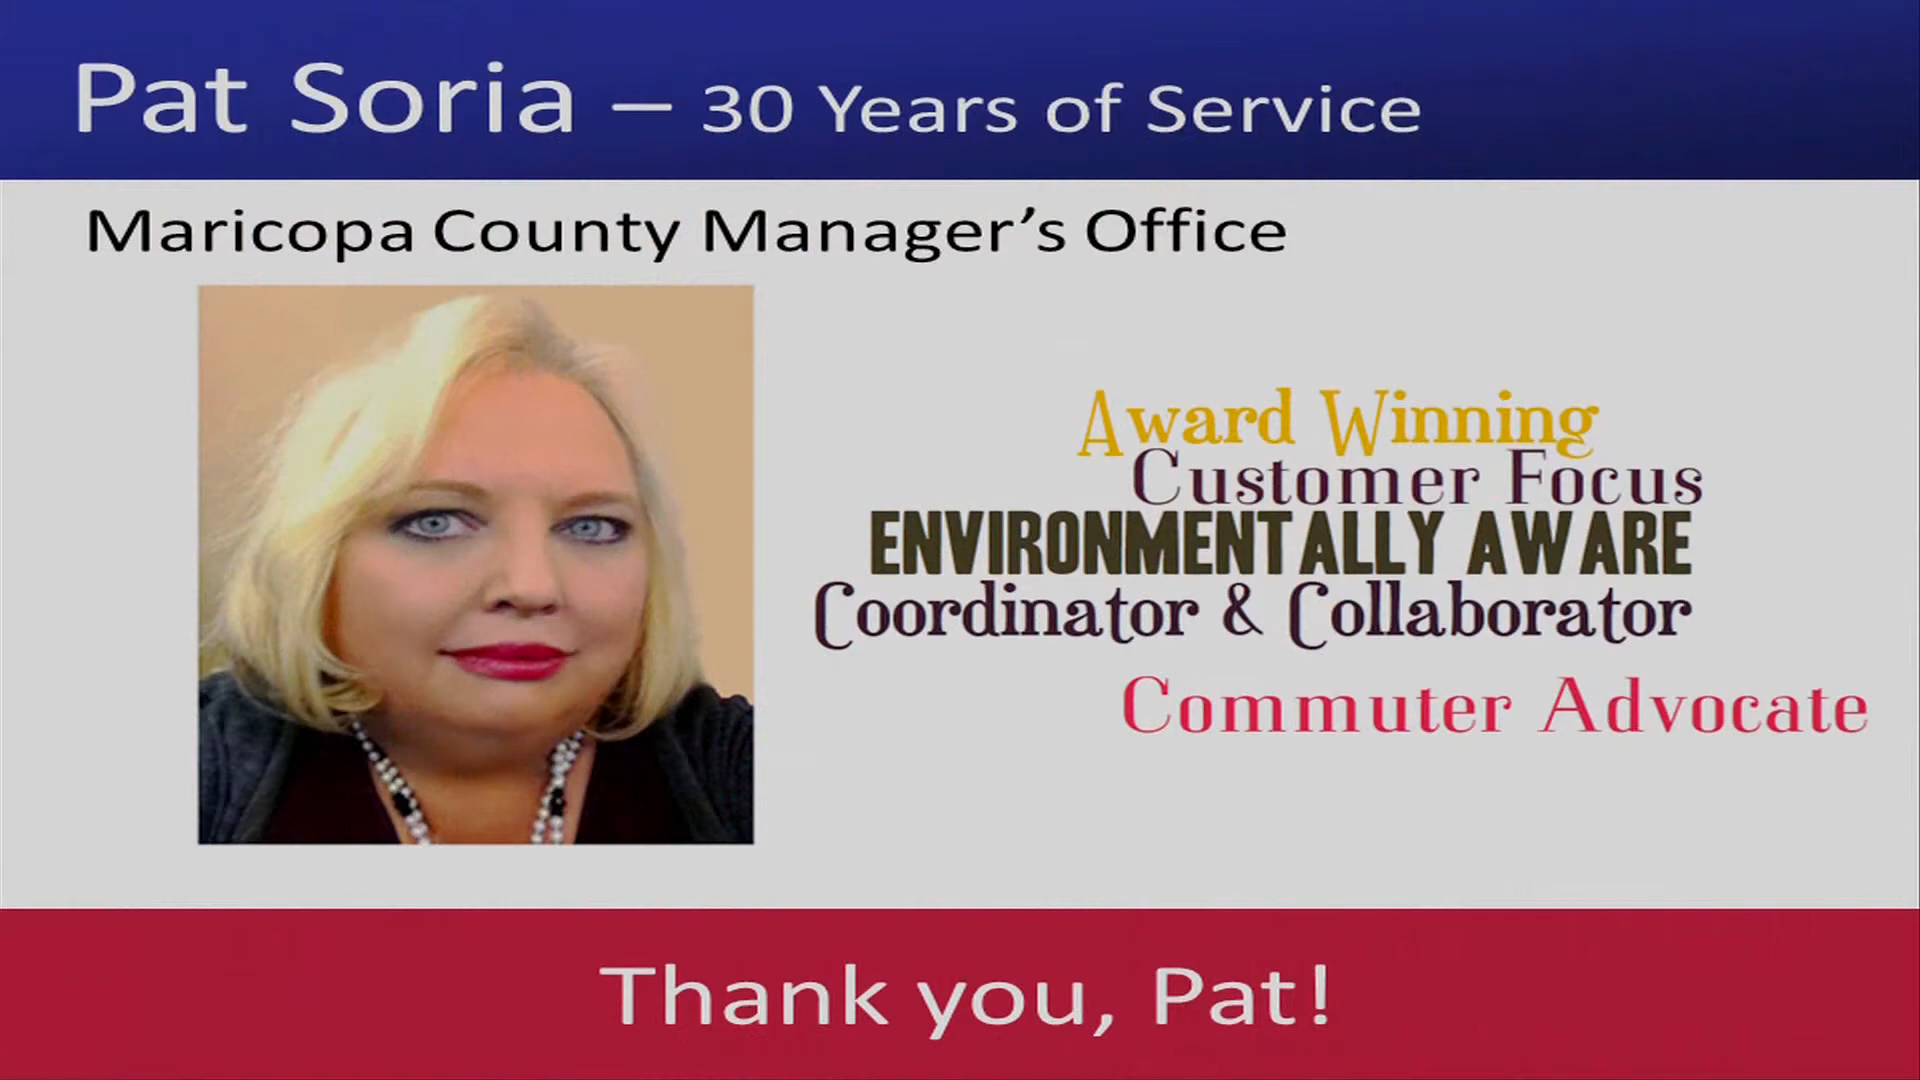 Pat Soria – 30 Years of Service
Maricopa County Manager’s Office
Award Winning
Customer Focus
ENVIRONMENTALLY AWARE
Coordinator & Collaborator
Commuter Advocate
Thank you, Pat!